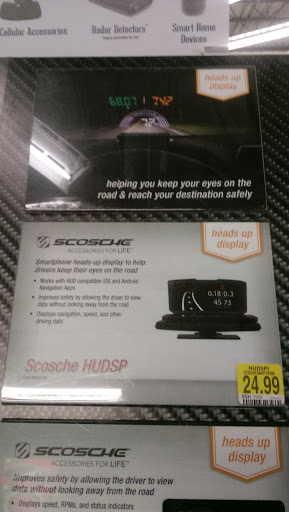 Cellular Accessories
Radar Detectors
Smart Home
Devices
heads up
display
helping you keep your eyes on the
road & reach your destination safely
SCOSCHE
ACCESSORIES FOR LIFE™
heads up
display
Smartphone heads-up display to help
drivers keep their eyes on the road
• Works with HUD compatible iOS and Android
Navigation Apps
• Improves safety by allowing the driver to view
data without looking away from the road
• Displays navigation, speed, and other
driving data
0.18 0.3
45 73
Scosche HUDSP
HUDSP1
24.99
SCOSCHE
ACCESSORIES FOR LIFE™
heads up
display
Improves safety by allowing the driver to view
data without looking away from the road
• Displays speed, RPMs, and status indicators